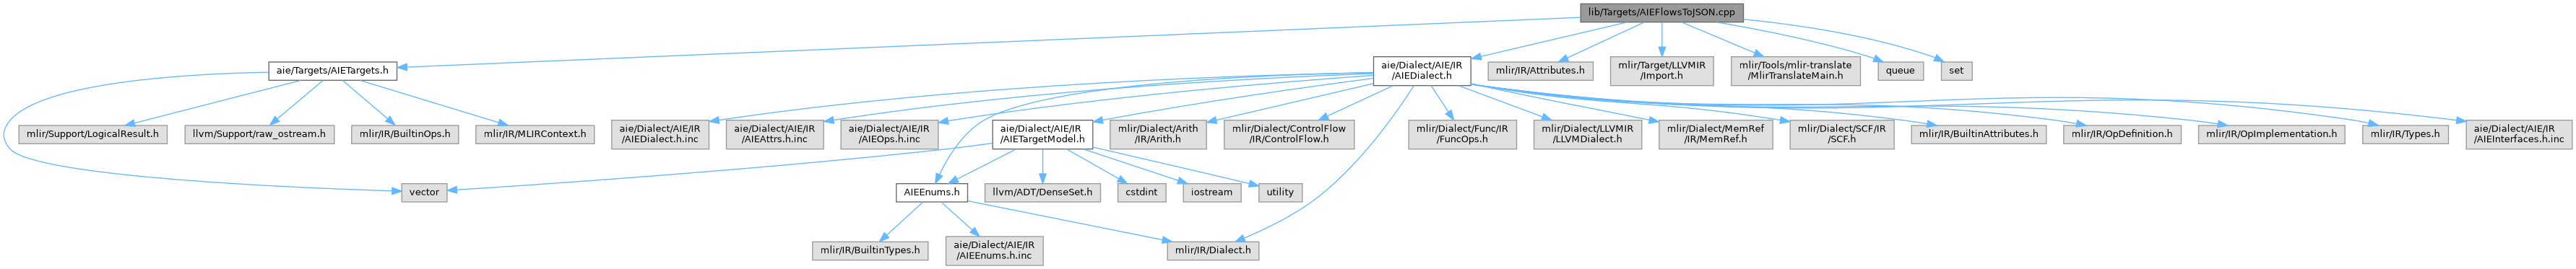 lib/Targets/AIEFlowsToJSON.cpp
aie/Targets/AIETargets.h
aie/Dialect/AIE/IR
/AIEDialect.h
mlir/IR/Attributes.h
mlir/Target/LLVMIR
/Import.h
mlir/Tools/mlir-translate
/MlirTranslateMain.h
queue
set
mlir/Support/LogicalResult.h
llvm/Support/raw_ostream.h
mlir/IR/BuiltinOps.h
mlir/IR/MLIRContext.h
aie/Dialect/AIE/IR
/AIEDialect.h.inc
aie/Dialect/AIE/IR
/AIEAttrs.h.inc
aie/Dialect/AIE/IR
/AIEOps.h.inc
aie/Dialect/AIE/IR
/AIETargetModel.h
mlir/Dialect/Arith
/IR/Arith.h
mlir/Dialect/ControlFlow
/IR/ControlFlow.h
mlir/Dialect/Func/IR
/FuncOps.h
mlir/Dialect/LLVMIR
/LLVMDialect.h
mlir/Dialect/MemRef
/IR/MemRef.h
mlir/Dialect/SCF/IR
/SCF.h
mlir/IR/BuiltinAttributes.h
mlir/IR/OpDefinition.h
mlir/IR/OpImplementation.h
mlir/IR/Types.h
aie/Dialect/AIE/IR
/AIEInterfaces.h.inc
vector
AIEEnums.h
llvm/ADT/DenseSet.h
cstdint
iostream
utility
mlir/IR/BuiltinTypes.h
aie/Dialect/AIE/IR
/AIEEnums.h.inc
mlir/IR/Dialect.h